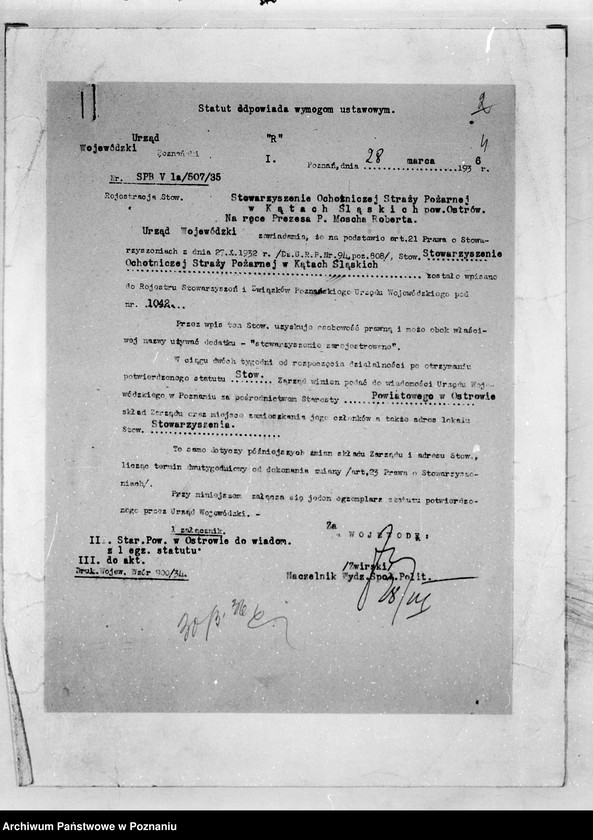 2
4
Statut odpowiada wymogom ustawowym.
Urząd
Wojewódzki
Poznański
"R"
I.
Poznań, dnia 28 marca 1936 r.
Nr. SPB V 1a/507/35
Rejestracja Stow.
Stowarzyszenie Ochotniczej Straży Pożarnej
w Kątach Śląskich pow.Ostrów.
Na ręce Prezesa P. Moscha Roberta.
Urząd Wojewódzki zawiadamia, że na podstawie art.21 Prawa o Stowa-
rzyszeniach z dnia 27.X.1932 r. /Dz.U.R.P.Nr.94,poz.808/, Stow. Stowarzyszenie
Ochotniczej Straży Pożarnej w Kątach Śląskich ........ zostało wpisane
do Rejestru Stowarzyszeń i Związków Poznańskiego Urzędu Wojewódzkiego pod
nr. 1042...
Przez wpis ten Stow. uzyskuje osobowość prawną i może obok właści-
wej nazwy używać dodatku - "stowarzyszenie zarejestrowane".
W ciągu dwóch tygodni od rozpoczęcia działalności po otrzymaniu
potwierdzonego statutu Stow. Zarząd winien podać do wiadomości Urzędu Woje-
wódzkiego w Poznaniu za pośrednictwem Starosty Powiatowego w Ostrowie
skład Zarządu oraz miejsce zamieszkania jego członków a także adres lokalu
Stow. Stowarzyszenia.
To samo dotyczy późniejszych zmian składu Zarządu i adresu Stow.,
licząc termin dwutygodniowy od dokonania zmiany /art,23 Prawa o Stowarzysze-
niach/.
Przy niniejszem załącza się jeden egzemplarz statutu potwierdzo-
nego przez Urząd Wojewódzki. -
1 załącznik.
II. Star.Pow. w Ostrowie do wiadom.
z 1 egz. statutu.
III. do akt.
Druk.Wojew. Wzór 900/34.
Za
WOJEWODĘ:
/Żwirski/
Naczelnik Wydz.Społ.Polit.
28/III
Archiwum Państwowe w Poznaniu